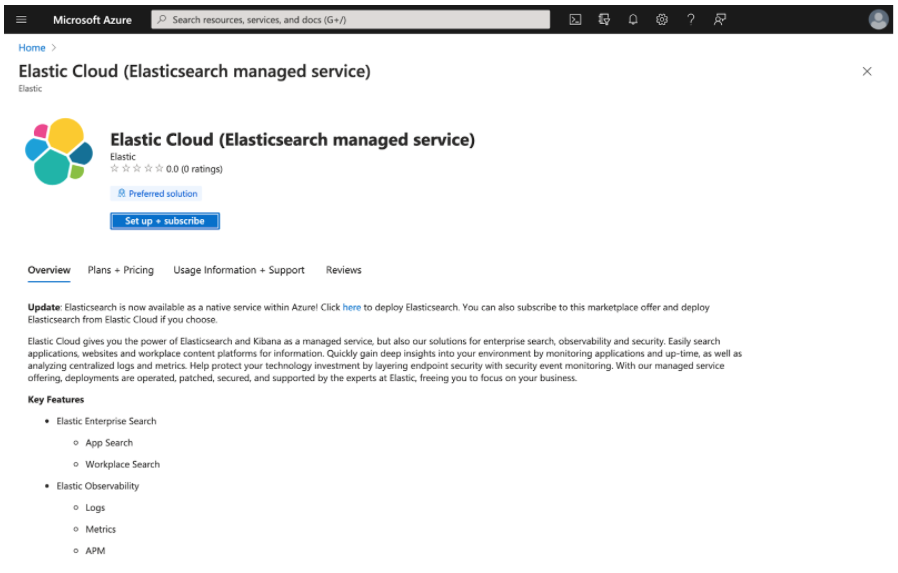 Microsoft Azure
Search resources, services, and docs (G+/)
Home >
Elastic Cloud (Elasticsearch managed service)
Elastic
Elastic Cloud (Elasticsearch managed service)
Elastic
0.0 (0 ratings)
Preferred solution
Set up + subscribe
Overview Plans + Pricing Usage Information + Support Reviews
Update: Elasticsearch is now available as a native service within Azure! Click here to deploy Elasticsearch. You can also subscribe to this marketplace offer and deploy
Elasticsearch from Elastic Cloud if you choose.
Elastic Cloud gives you the power of Elasticsearch and Kibana as a managed service, but also our solutions for enterprise search, observability and security. Easily search
applications, websites and workplace content platforms for information. Quickly gain deep insights into your environment by monitoring applications and up-time, as well as
analyzing centralized logs and metrics. Help protect your technology investment by layering endpoint security with security event monitoring. With our managed service
offering, deployments are operated, patched, secured, and supported by the experts at Elastic, freeing you to focus on your business.
Key Features
• Elastic Enterprise Search
○ App Search
○ Workplace Search
• Elastic Observability
○ Logs
○ Metrics
○ APM